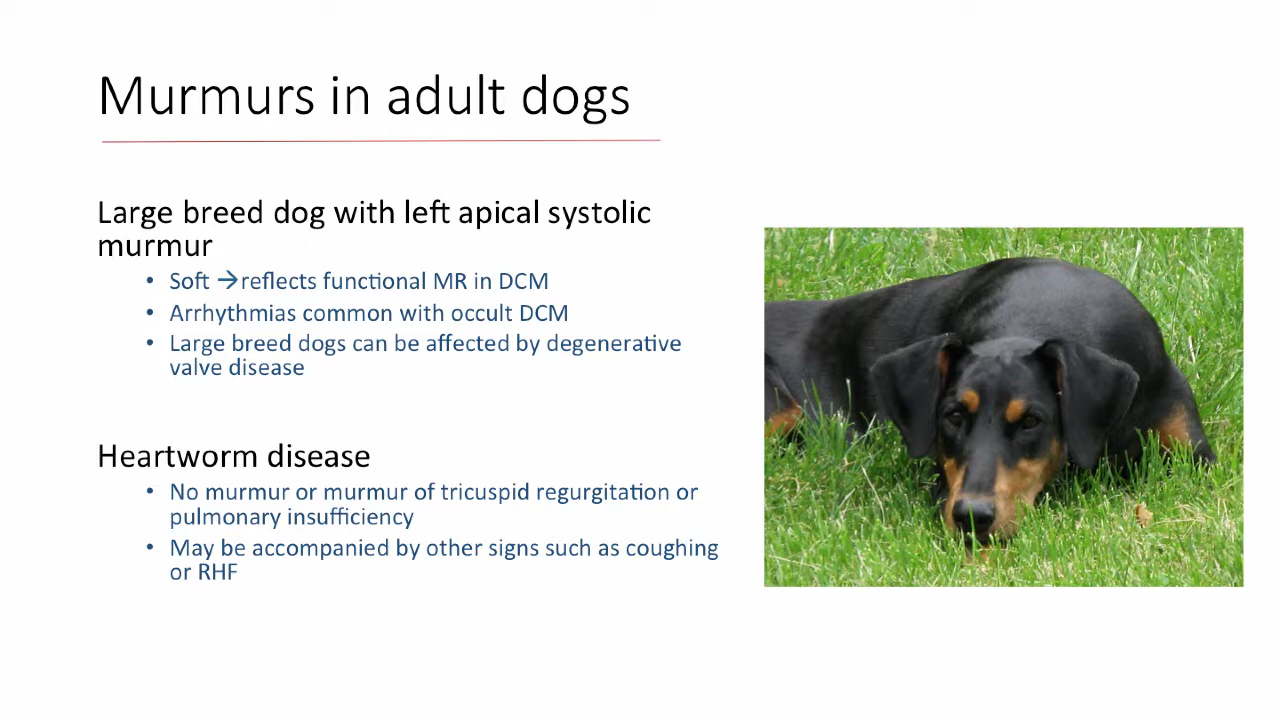 Murmurs in adult dogs
Large breed dog with left apical systolic
murmur
• Soft →reflects functional MR in DCM
• Arrhythmias common with occult DCM
• Large breed dogs can be affected by degenerative
valve disease
Heartworm disease
• No murmur or murmur of tricuspid regurgitation or
pulmonary insufficiency
• May be accompanied by other signs such as coughing
or RHF